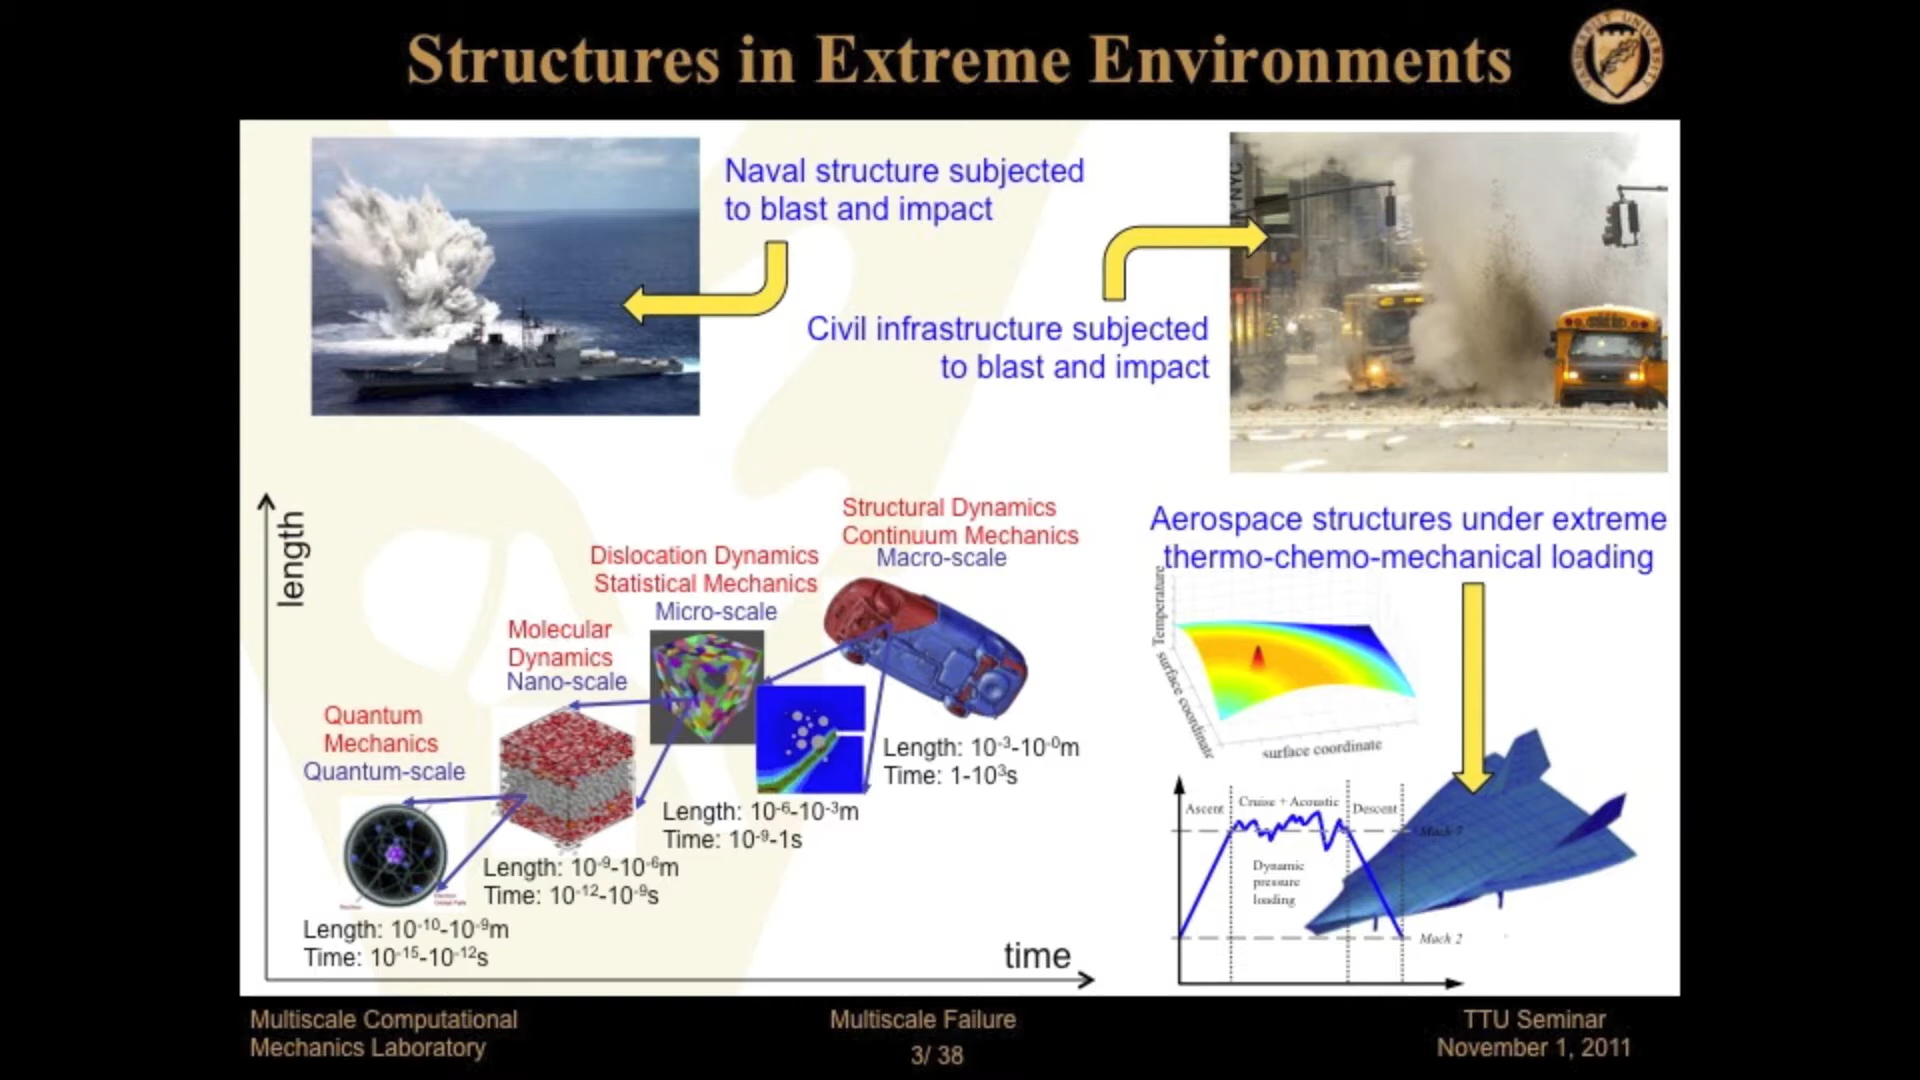 Structures in Extreme Environments
VANDERBILT UNIVERSITY
Naval structure subjected
to blast and impact
Civil infrastructure subjected
to blast and impact
length
Structural Dynamics
Continuum Mechanics
Macro-scale
Dislocation Dynamics
Statistical Mechanics
Micro-scale
Molecular
Dynamics
Nano-scale
Quantum
Mechanics
Quantum-scale
Length: 10⁻³-10⁻⁰m
Time: 1-10³s
Length: 10⁻⁶-10⁻³m
Time: 10⁻⁹-1s
Length: 10⁻⁹-10⁻⁶m
Time: 10⁻¹²-10⁻⁹s
Length: 10⁻¹⁰-10⁻⁹m
Time: 10⁻¹⁵-10⁻¹²s
time
Aerospace structures under extreme
thermo-chemo-mechanical loading
Temperature
surface coordinate
surface coordinate
Ascent
Cruise + Acoustic
Descent
Mach 7
Dynamic
pressure
loading
Mach 2
Multiscale Computational
Mechanics Laboratory
Multiscale Failure
3/ 38
TTU Seminar
November 1, 2011